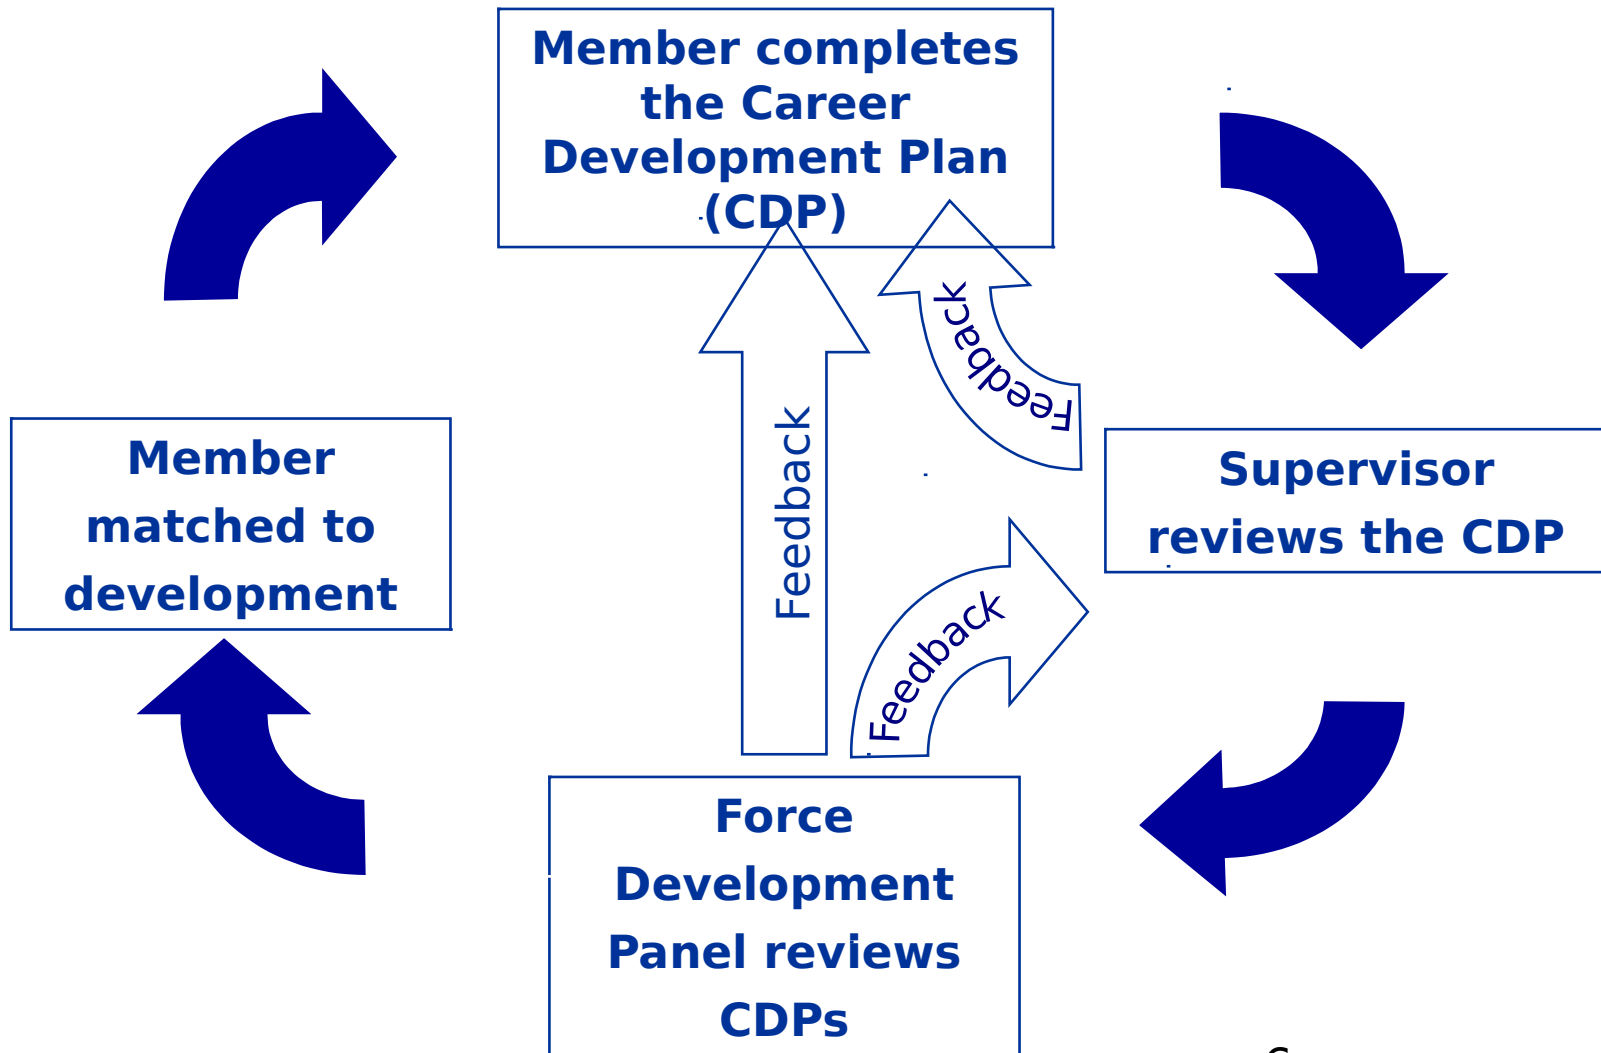 Member completes
the Career
Development Plan
(CDP)
Feedback
Feedback
Member
matched to
development
Supervisor
reviews the CDP
Feedback
Force
Development
Panel reviews
CDPs